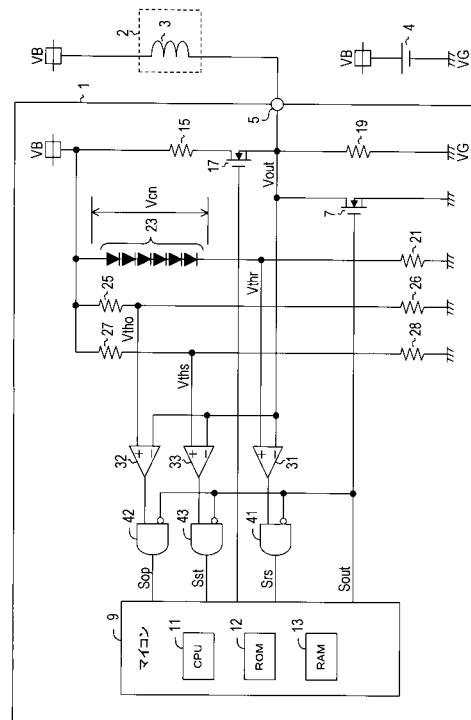 VB
2
3
VB
4
VG
1
5
VB
15
17
Vout
19
VG
7
Vcn
23
Vthr
21
25
Vtho
26
27
Vths
28
32
33
31
42
43
41
Sop
Sst
Srs
Sout
9
マイコン
11
CPU
12
ROM
13
RAM